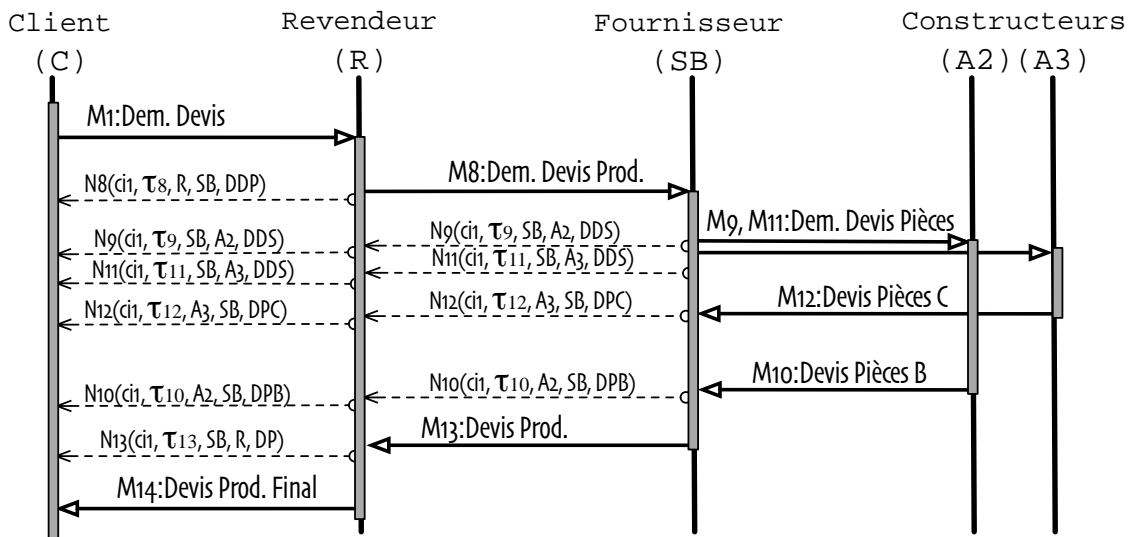 Client Revendeur Fournisseur Constructeurs
(C) (R) (SB) (A2) (A3)
M1:Dem. Devis
M8:Dem. Devis Prod.
N8(ci1, τ8, R, SB, DDP)
M9, M11:Dem. Devis Pièces
N9(ci1, τ9, SB, A2, DDS) N9(ci1, τ9, SB, A2, DDS)
N11(ci1, τ11, SB, A3, DDS) N11(ci1, τ11, SB, A3, DDS)
M12:Devis Pièces C
N12(ci1, τ12, A3, SB, DPC) N12(ci1, τ12, A3, SB, DPC)
M10:Devis Pièces B
N10(ci1, τ10, A2, SB, DPB) N10(ci1, τ10, A2, SB, DPB)
M13:Devis Prod.
N13(ci1, τ13, SB, R, DP)
M14:Devis Prod. Final